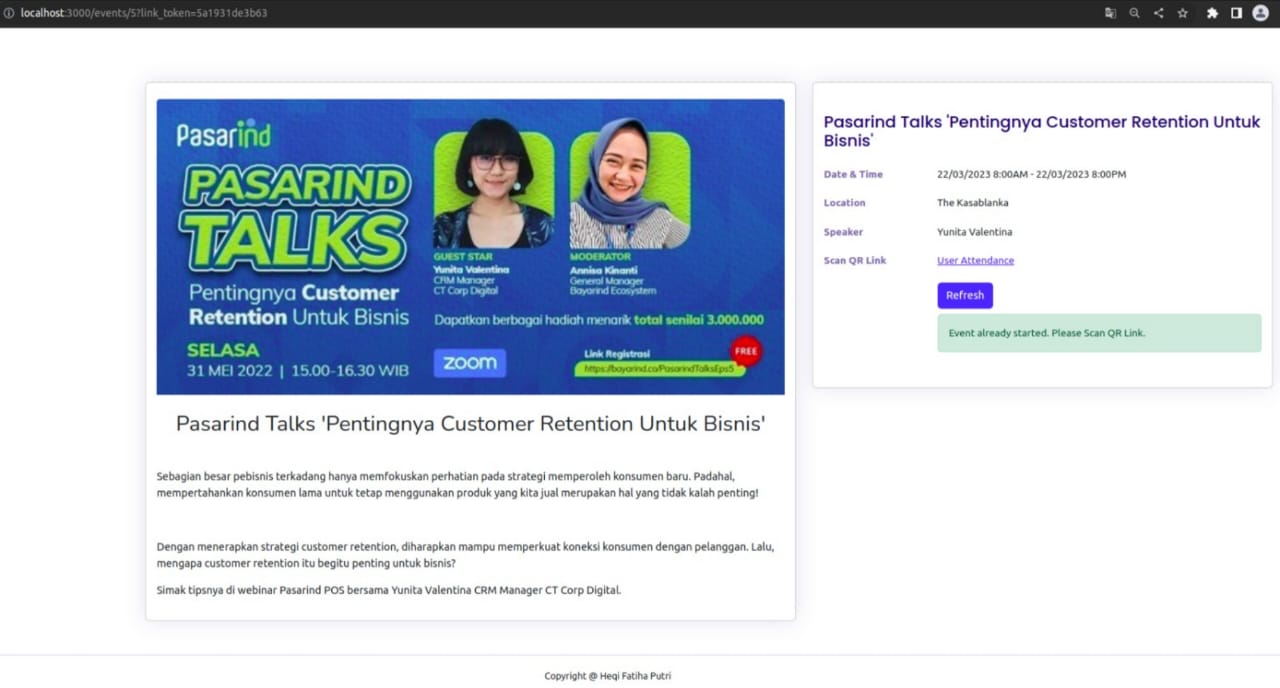 localhost:3000/events/5?link_token=5a1931de3b63
Pasarind
PASARIND
TALKS
Pentingnya Customer
Retention Untuk Bisnis
SELASA
31 MEI 2022 | 15.00-16.30 WIB
GUEST STAR
Yunita Valentina
CRM Manager
CT Corp Digital
MODERATOR
Annisa Kinanti
General Manager
Bayarind Ecosystem
Dapatkan berbagai hadiah menarik total senilai 3.000.000
zoom
Link Registrasi
https://bayarind.co/PasarindTalksEps5
FREE
Pasarind Talks 'Pentingnya Customer Retention Untuk Bisnis'
Sebagian besar pebisnis terkadang hanya memfokuskan perhatian pada strategi memperoleh konsumen baru. Padahal,
mempertahankan konsumen lama untuk tetap menggunakan produk yang kita jual merupakan hal yang tidak kalah penting!
Dengan menerapkan strategi customer retention, diharapkan mampu memperkuat koneksi konsumen dengan pelanggan. Lalu,
mengapa customer retention itu begitu penting untuk bisnis?
Simak tipsnya di webinar Pasarind POS bersama Yunita Valentina CRM Manager CT Corp Digital.
Pasarind Talks 'Pentingnya Customer Retention Untuk
Bisnis'
Date & Time 22/03/2023 8:00AM - 22/03/2023 8:00PM
Location The Kasablanka
Speaker Yunita Valentina
Scan QR Link User Attendance
Refresh
Event already started. Please Scan QR Link.
Copyright @ Heqi Fatiha Putri